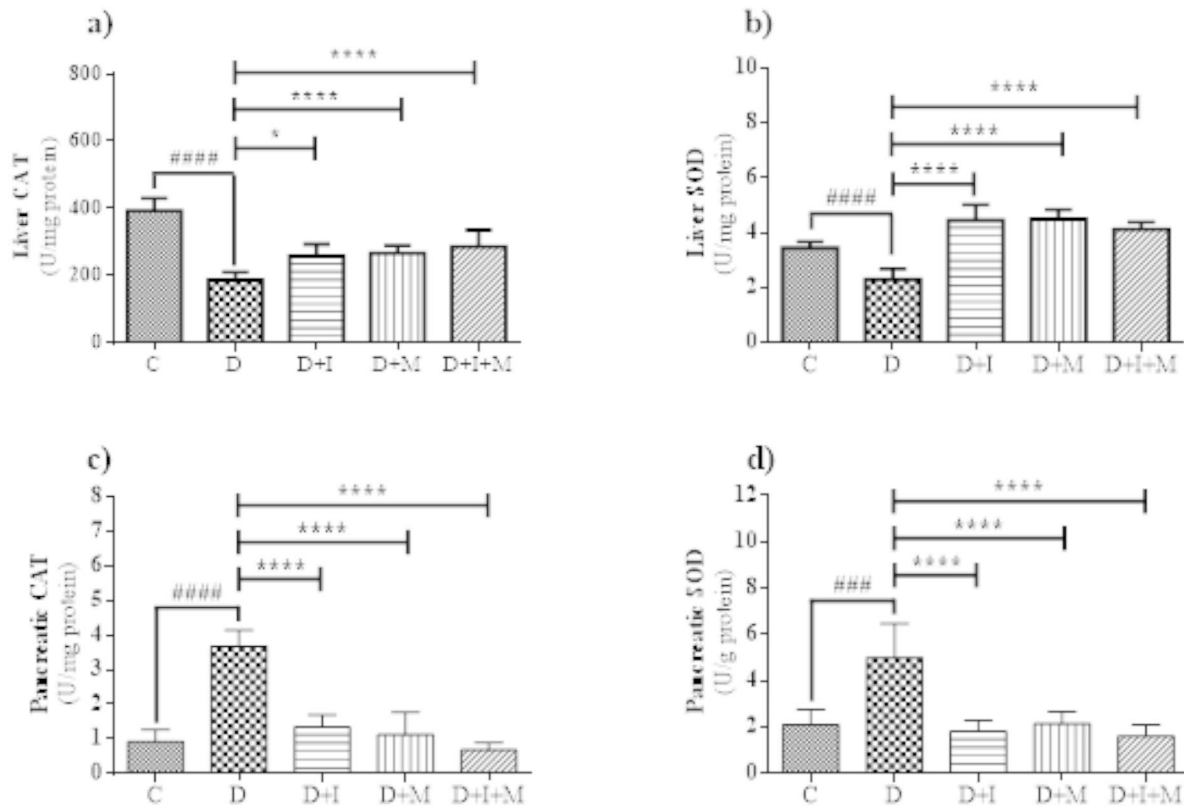 a)
Liver CAT
(U/mg protein)
800
600
400
200
0
####
*
****
****
C D D+I D+M D+I+M
b)
Liver SOD
(U/mg protein)
10
8
6
4
2
0
####
****
****
****
C D D+I D+M D+I+M
c)
Pancreatic CAT
(U/mg protein)
8
7
6
5
4
3
2
1
0
####
****
****
****
C D D+I D+M D+I+M
d)
Pancreatic SOD
(U/g protein)
12
10
8
6
4
2
0
###
****
****
****
C D D+I D+M D+I+M